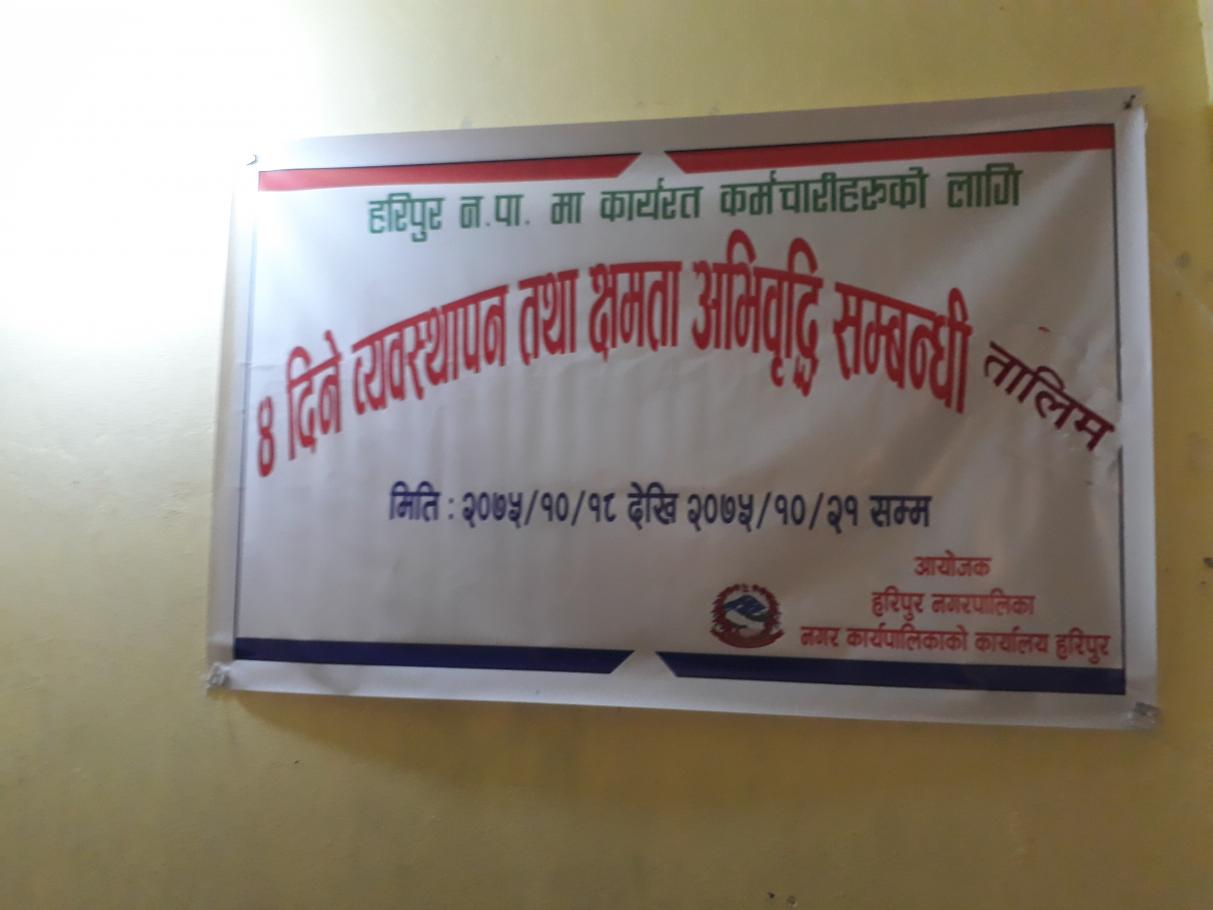 हरिपुर न.पा. मा कार्यरत कर्मचारीहरुको लागि
४ दिने व्यवस्थापन तथा क्षमता अभिवृद्धि सम्बन्धी तालिम
मिति : २०७५/१०/१८ देखि २०७५/१०/२१ सम्म
आयोजक
हरिपुर नगरपालिका
नगर कार्यपालिकाको कार्यालय हरिपुर